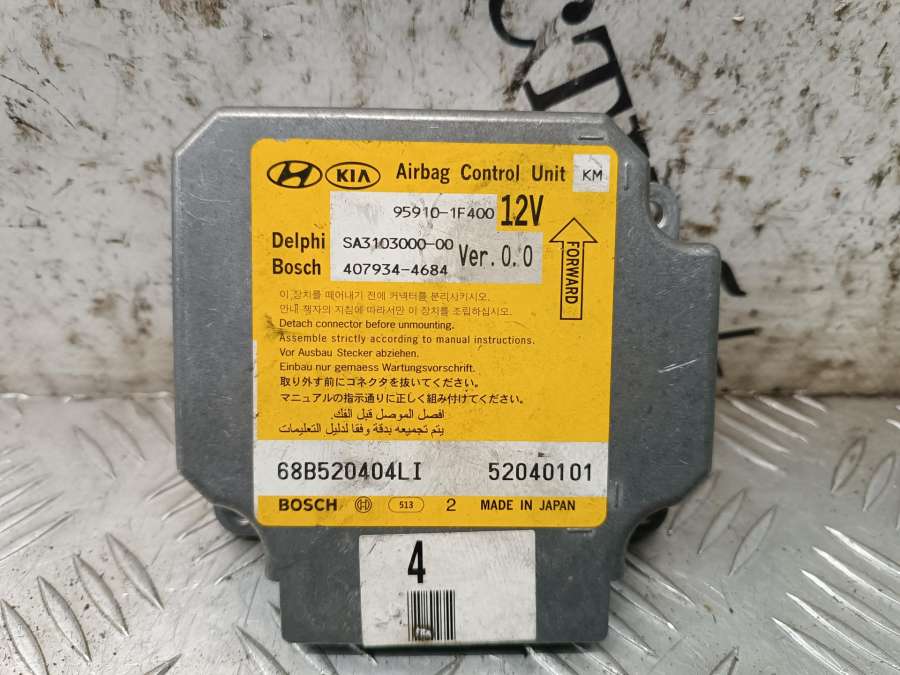 HYUNDAI KIA Airbag Control Unit KM
95910-1F400 12V
Delphi SA3103000-00 Ver.0.0
Bosch 407934-4684
FORWARD
이 장치를 떼어내기 전에 커넥터를 분리사키시오.
안내 책자의 지침에 따라서만 이 장치를 조립하십시오.
Detach connector before unmounting.
Assemble strictly according to manual instructions.
Vor Ausbau Stecker abziehen.
Einbau nur gemaess Wartungsvorschrift.
取り外す前にコネクタを抜いてください。
マニュアルの指示通りに正しく組み付けてください。
افصل الموصل قبل الفك.
يتم تجميعه بدقة وفقا لدليل التعليمات
68B520404LI 52040101
BOSCH 513 2 MADE IN JAPAN
4